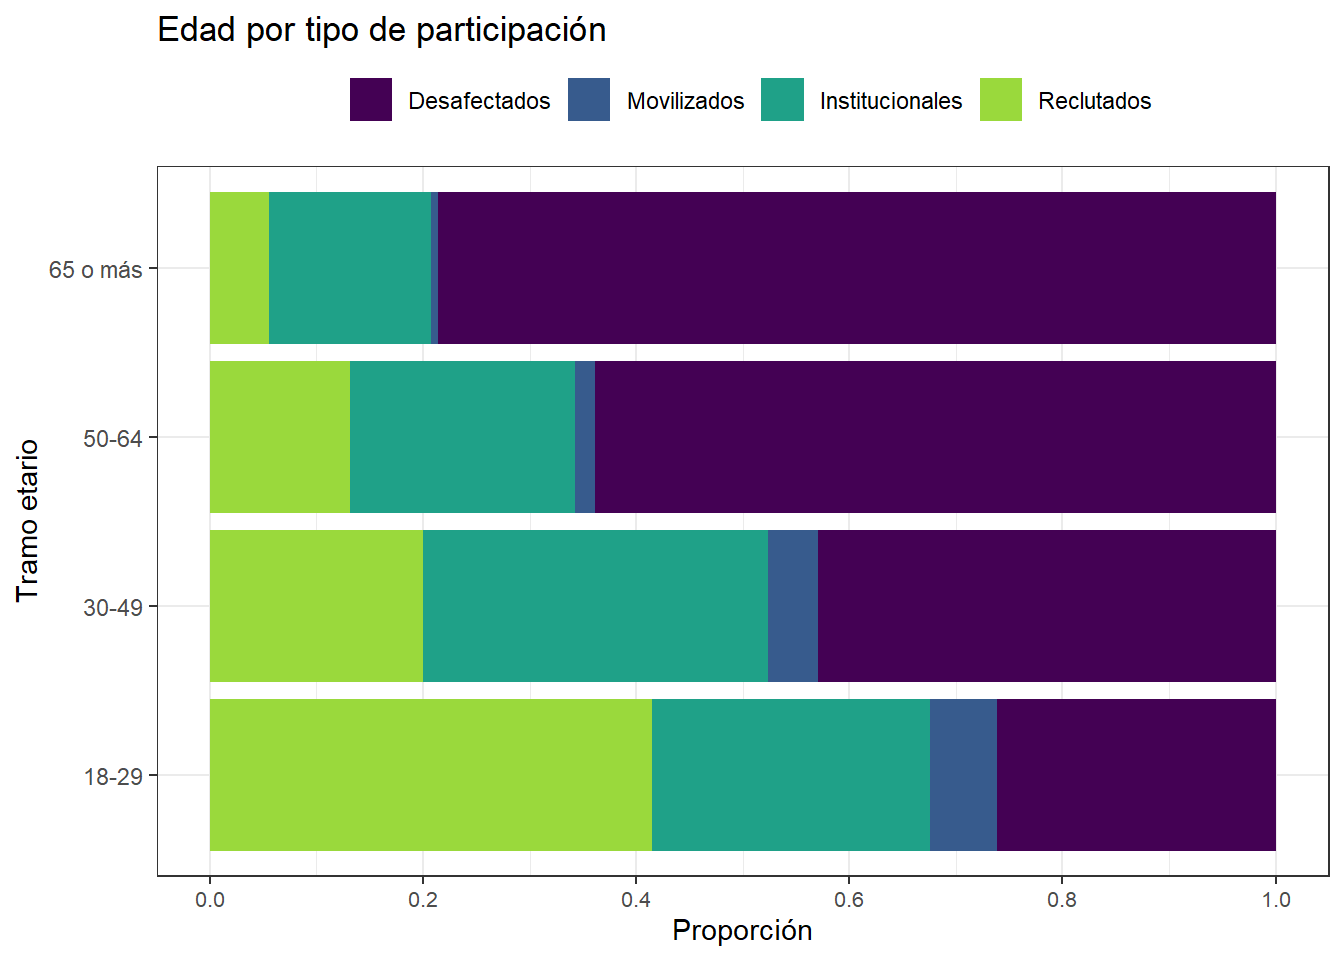 Edad por tipo de participación
Desafectados Movilizados Institucionales Reclutados
Tramo etario
65 o más
50-64
30-49
18-29
0.0 0.2 0.4 0.6 0.8 1.0
Proporción